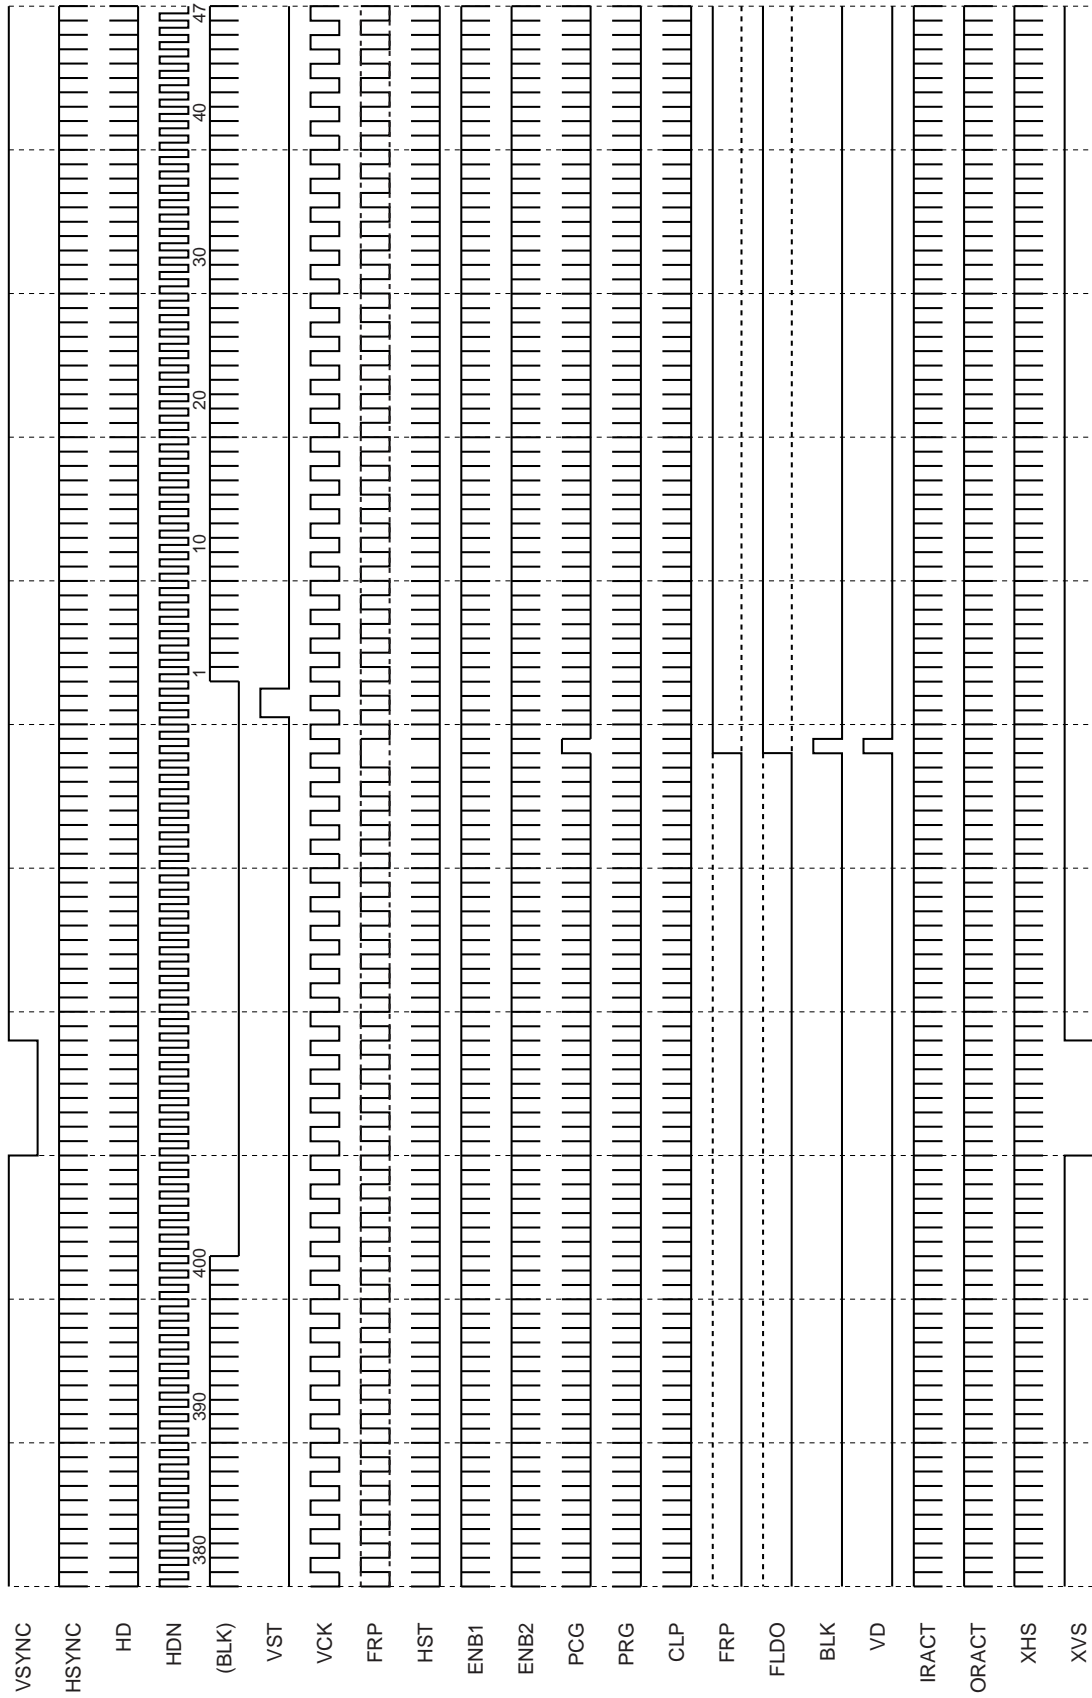 VSYNC
HSYNC
HD
HDN
380 390 400 1 10 20 30 40 47
(BLK)
VST
VCK
FRP
HST
ENB1
ENB2
PCG
PRG
CLP
FRP
FLDO
BLK
VD
IRACT
ORACT
XHS
XVS